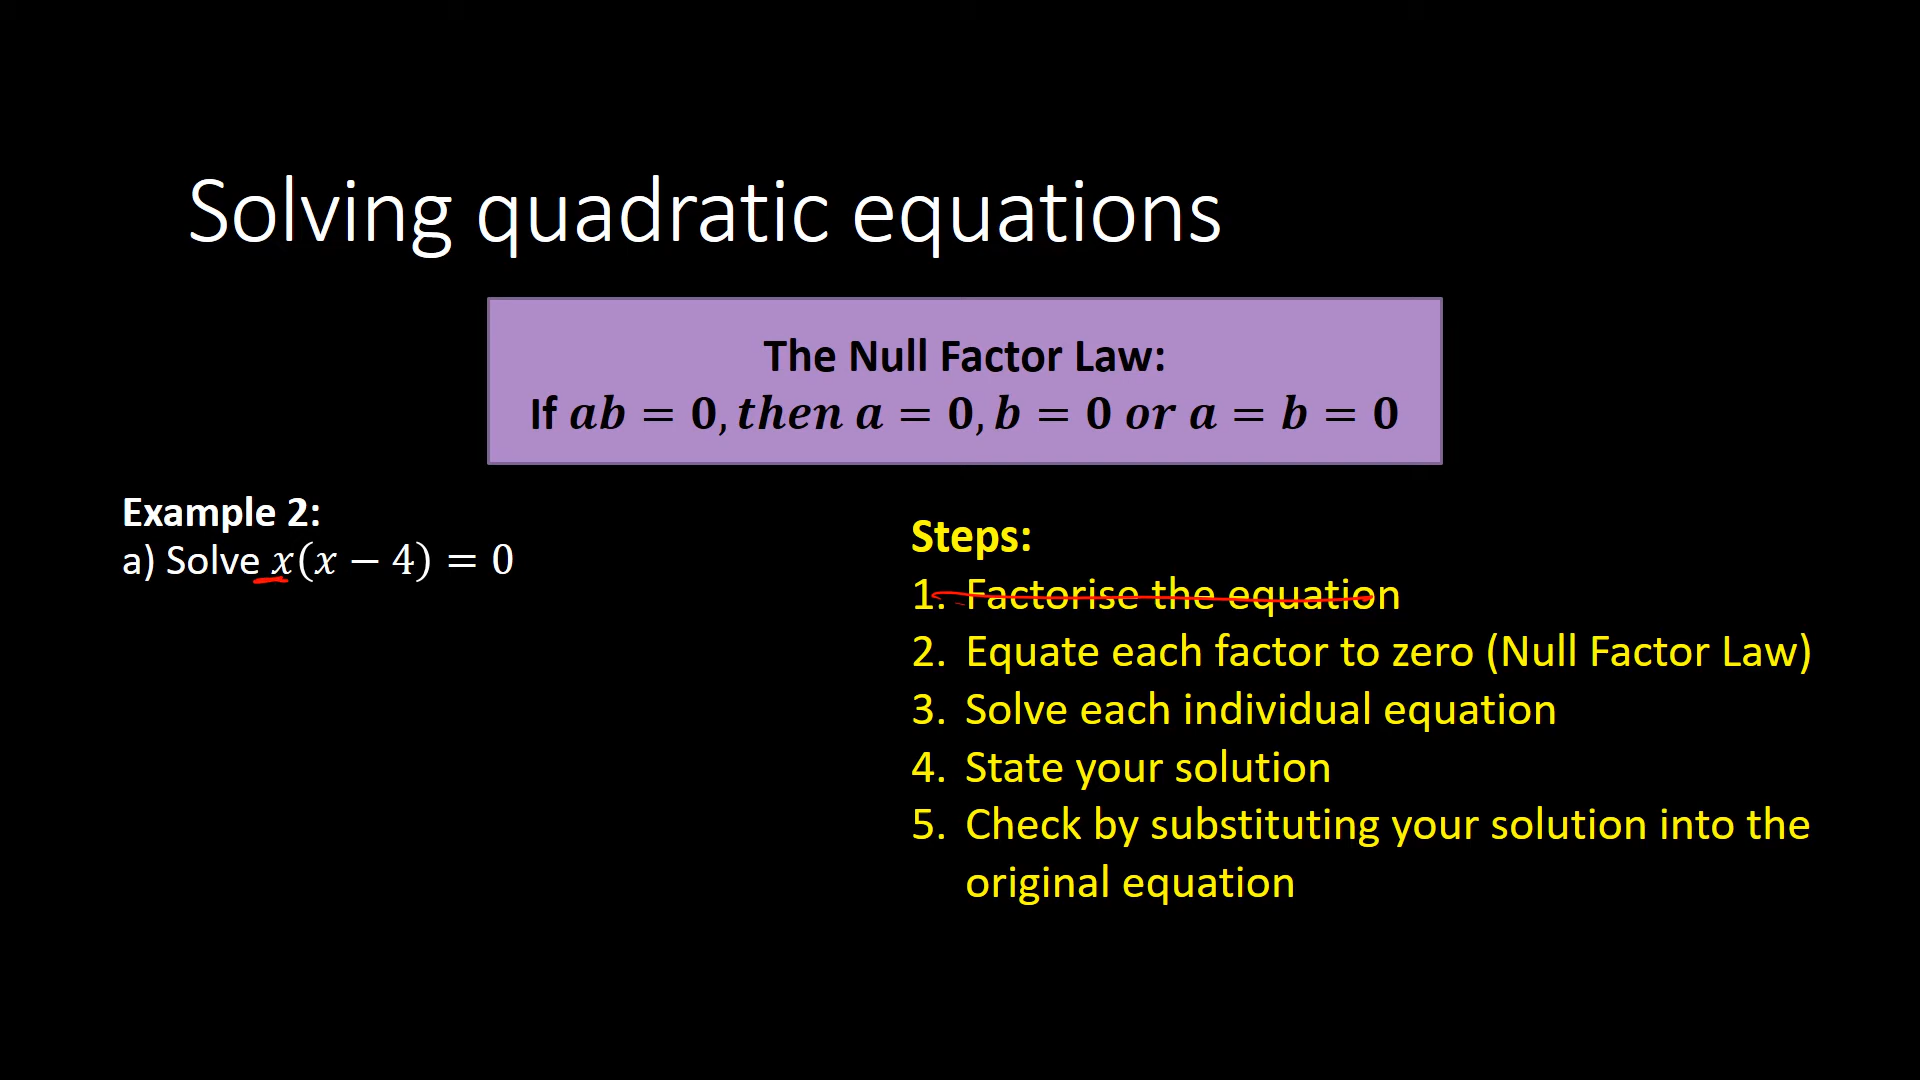 Solving quadratic equations
The Null Factor Law:
If ab = 0, then a = 0, b = 0 or a = b = 0
Example 2:
a) Solve x(x − 4) = 0
Steps:
1. Factorise the equation
2. Equate each factor to zero (Null Factor Law)
3. Solve each individual equation
4. State your solution
5. Check by substituting your solution into the
original equation